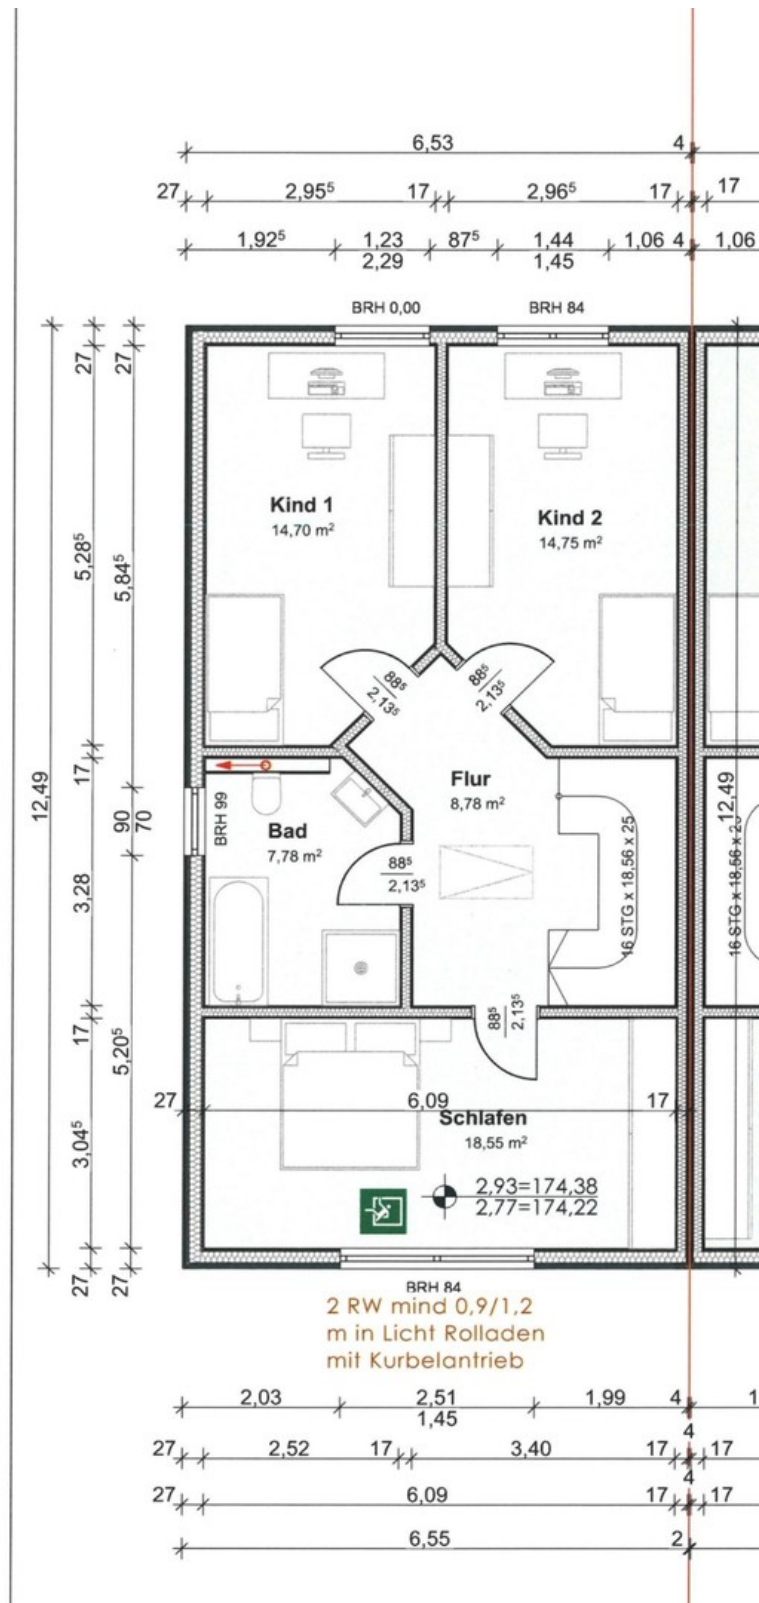 6,53 4
27 2,95⁵ 17 2,96⁵ 17 17
1,92⁵ 1,23 87⁵ 1,44 1,06 4 1,06
2,29 1,45
BRH 0,00 BRH 84
27 27
Kind 1
14,70 m²
Kind 2
14,75 m²
5,28⁵
5,84⁵
88⁵
2,13⁵
88⁵
2,13⁵
12,49
17
90
70
BRH 99
3,28
Bad
7,78 m²
Flur
8,78 m²
88⁵
2,13⁵
16 STG x 18,56 x 25
12,49
16 STG x 18,56 x 25
88⁵
2,13⁵
17
5,20⁵
3,04⁵
27 6,09 17
Schlafen
18,55 m²
2,93=174,38
2,77=174,22
27 27
BRH 84
2 RW mind 0,9/1,2
m in Licht Rolladen
mit Kurbelantrieb
2,03 2,51 1,99 4 1
1,45
4
27 2,52 17 3,40 17 17
4
27 6,09 17 17
6,55 2